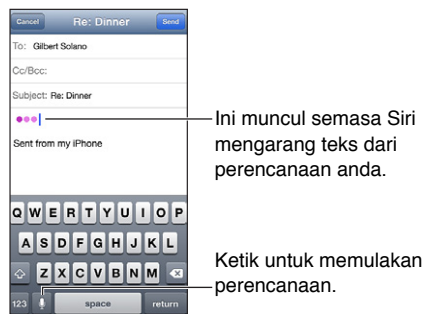 Cancel Re: Dinner Send
To: Gilbert Solano
Cc/Bcc:
Subject: Re: Dinner
Sent from my iPhone
Ini muncul semasa Siri
mengarang teks dari
perencanaan anda.
Q W E R T Y U I O P
A S D F G H J K L
Z X C V B N M
123 space return
Ketik untuk memulakan
perencanaan.